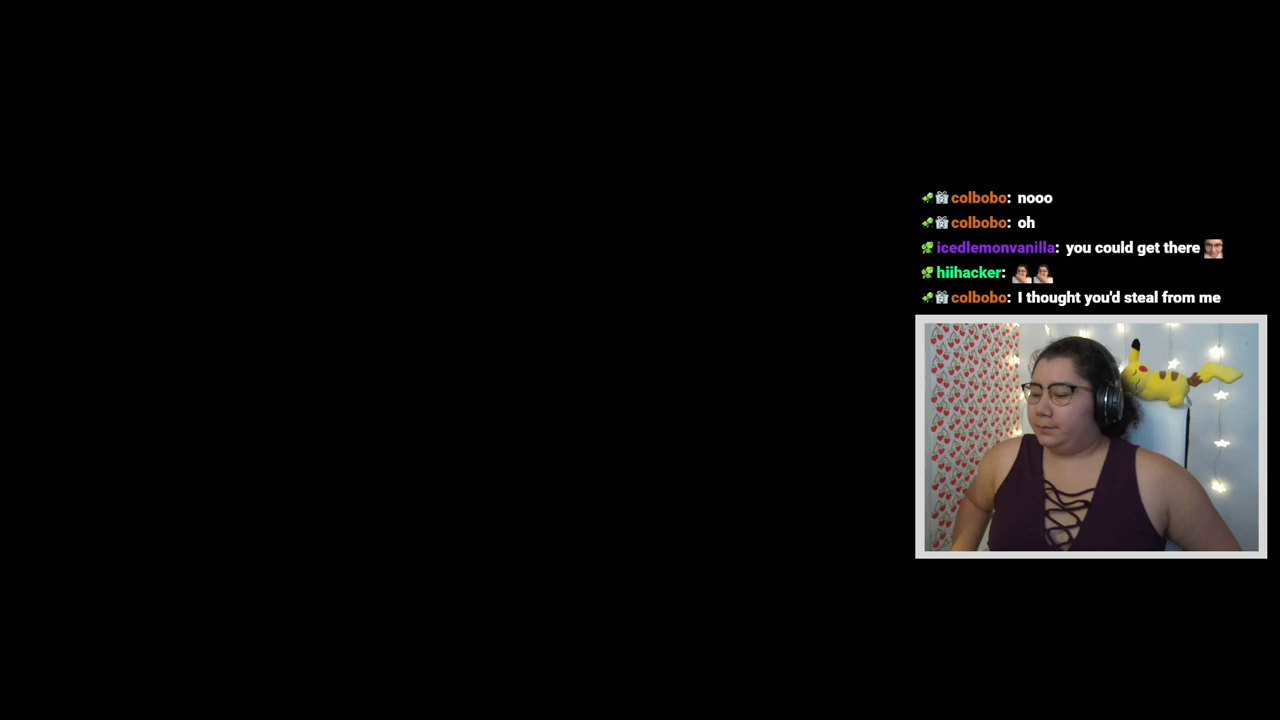 colbobo: nooo
colbobo: oh
icedlemonvanilla: you could get there
hiihacker:
colbobo: I thought you'd steal from me